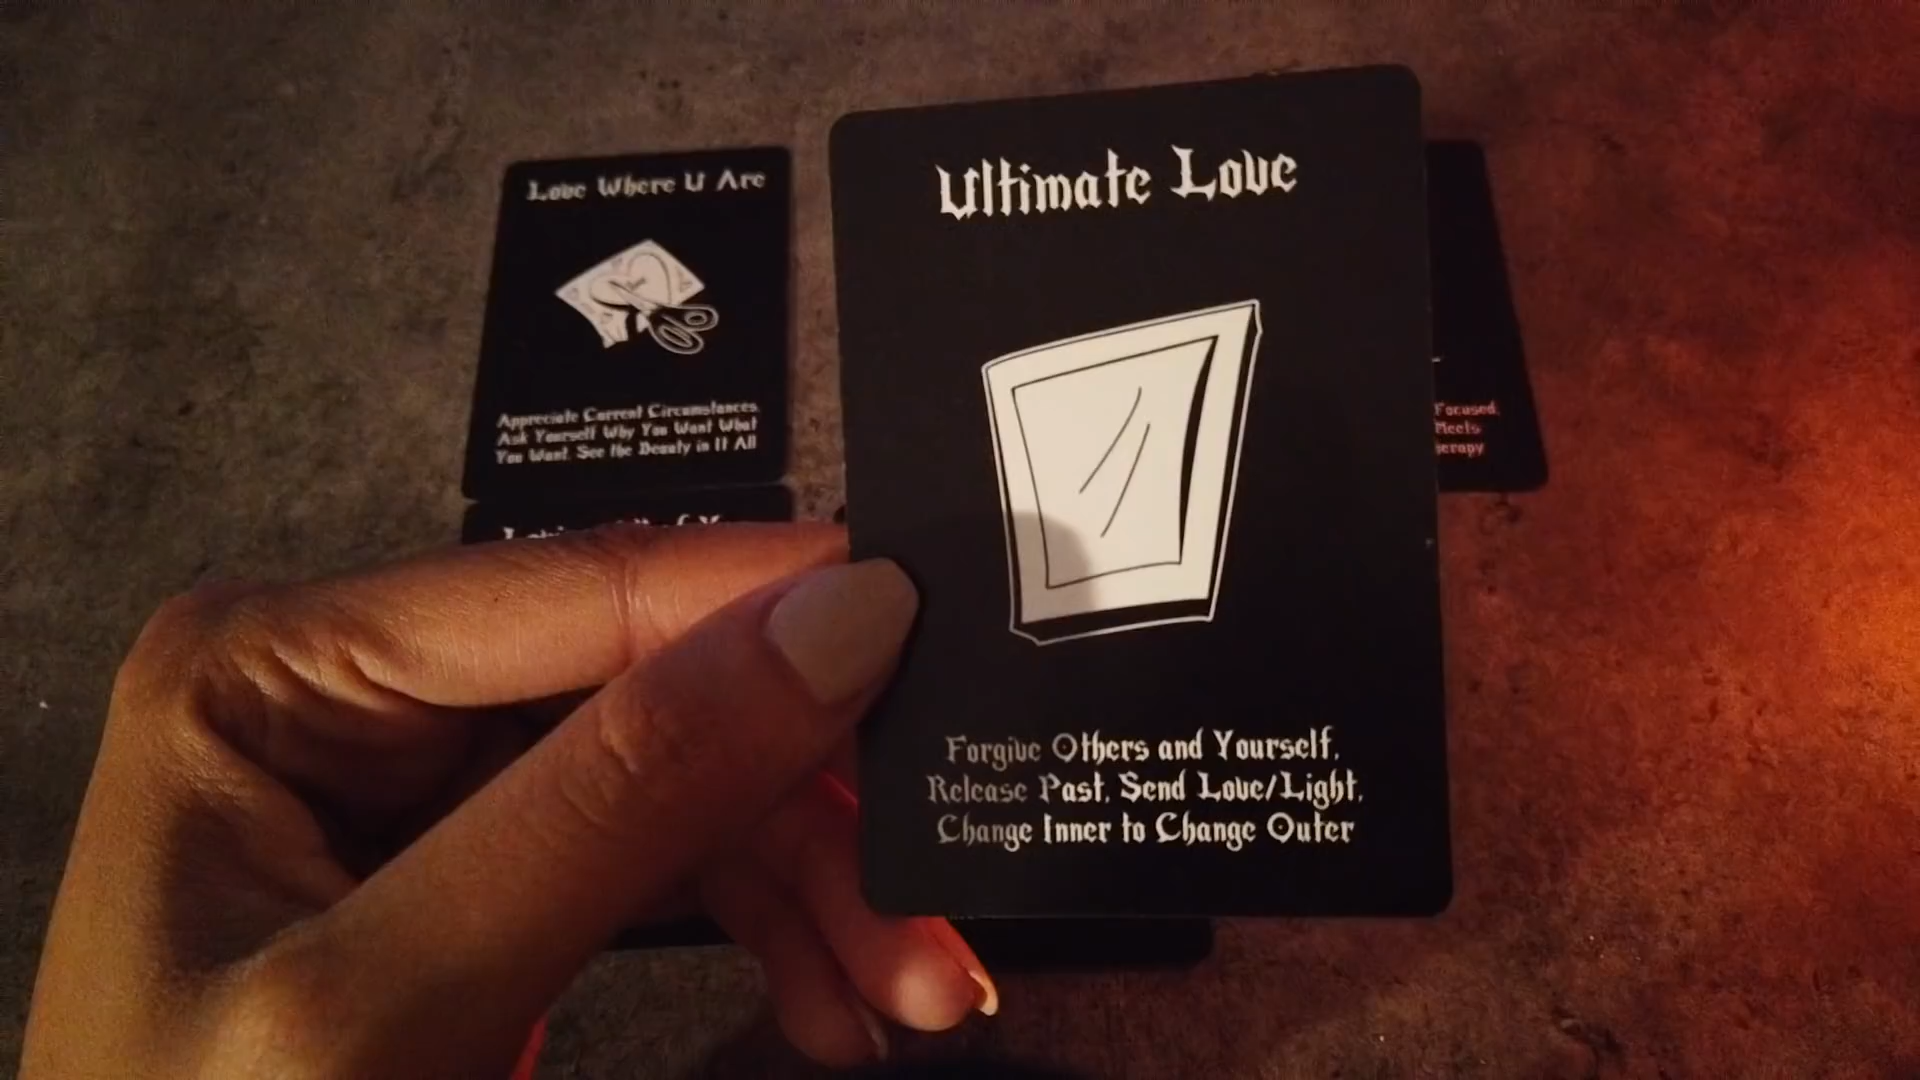 Love Where U Are
Appreciate Current Circumstances,
Ask Yourself Why You Want What
You Want, See the Beauty in It All
Ultimate Love
Forgive Others and Yourself,
Release Past, Send Love/Light,
Change Inner to Change Outer
Focused,
Meets